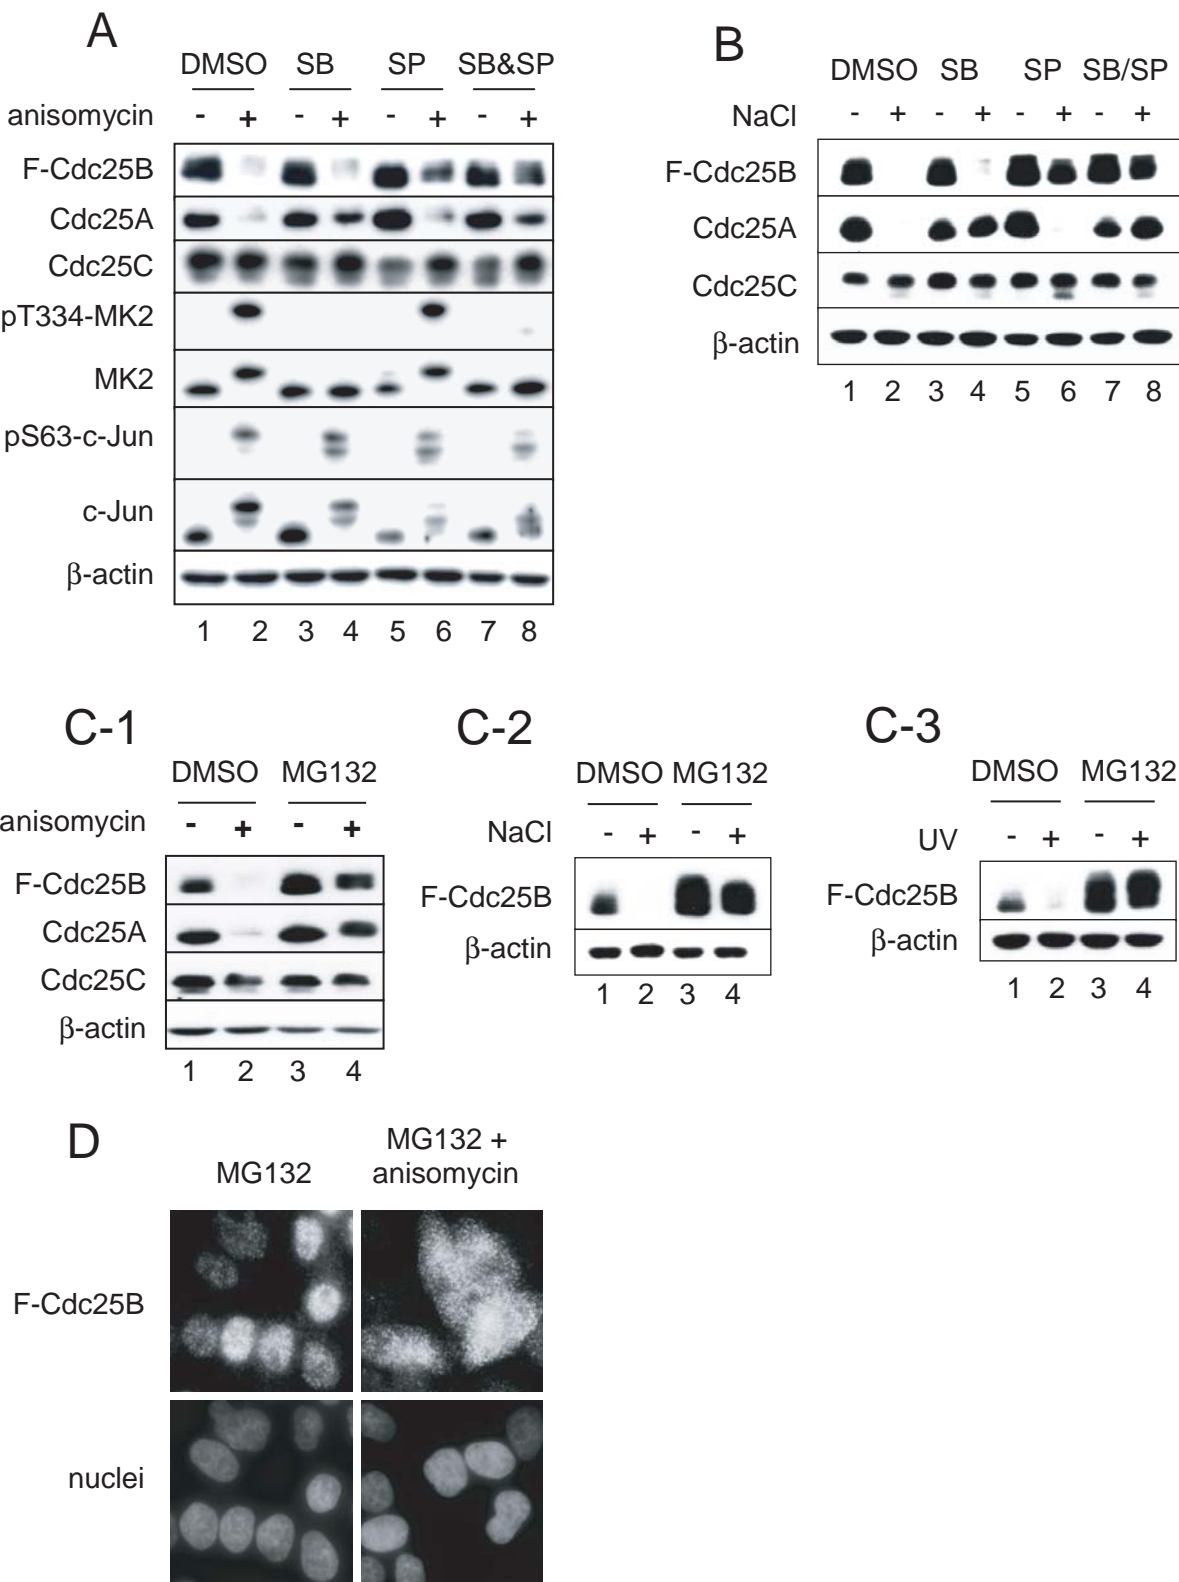 A
DMSO SB SP SB&SP
anisomycin - + - + - + - +
F-Cdc25B
Cdc25A
Cdc25C
pT334-MK2
MK2
pS63-c-Jun
c-Jun
β-actin
1 2 3 4 5 6 7 8
B
DMSO SB SP SB/SP
NaCl - + - + - + - +
F-Cdc25B
Cdc25A
Cdc25C
β-actin
1 2 3 4 5 6 7 8
C-1
DMSO MG132
anisomycin - + - +
F-Cdc25B
Cdc25A
Cdc25C
β-actin
1 2 3 4
C-2
DMSO MG132
NaCl - + - +
F-Cdc25B
β-actin
1 2 3 4
C-3
DMSO MG132
UV - + - +
F-Cdc25B
β-actin
1 2 3 4
D
MG132
MG132 +
anisomycin
F-Cdc25B
nuclei